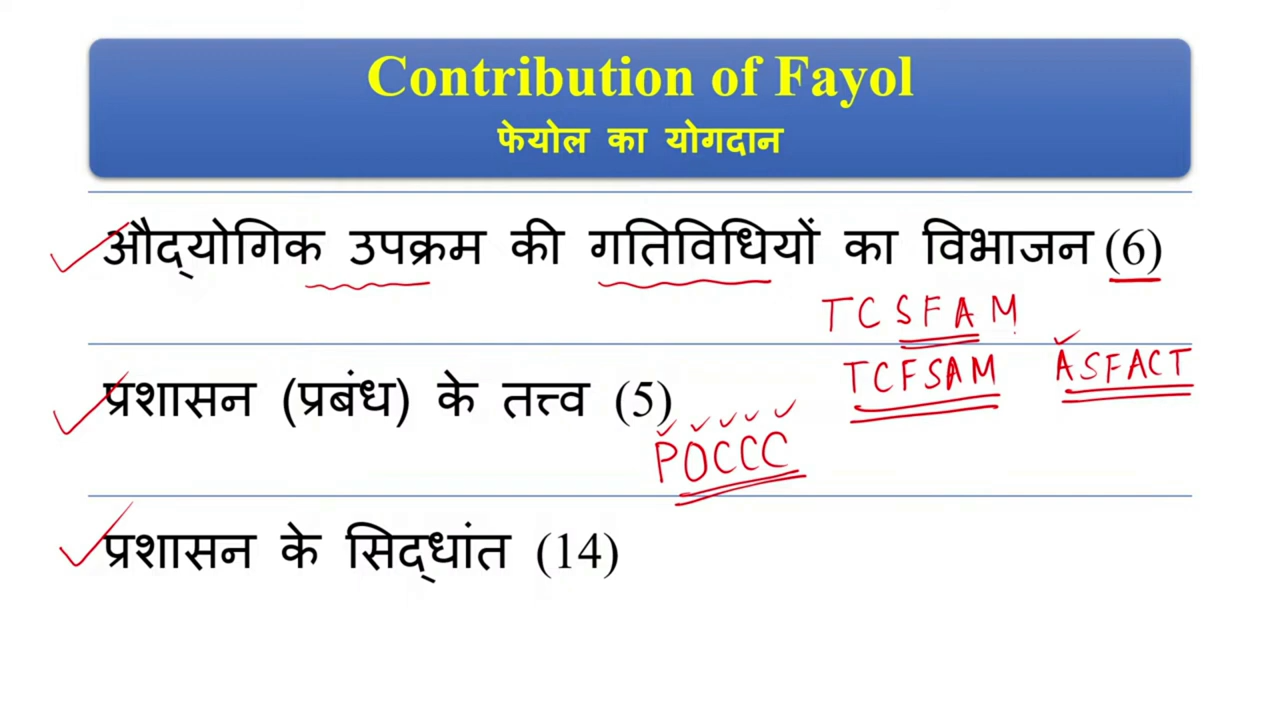 Contribution of Fayol
फेयोल का योगदान
औद्योगिक उपक्रम की गतिविधियों का विभाजन (6)
TCSFAM
TCFSAM
ASFACT
प्रशासन (प्रबंध) के तत्त्व (5)
POCCC
प्रशासन के सिद्धांत (14)